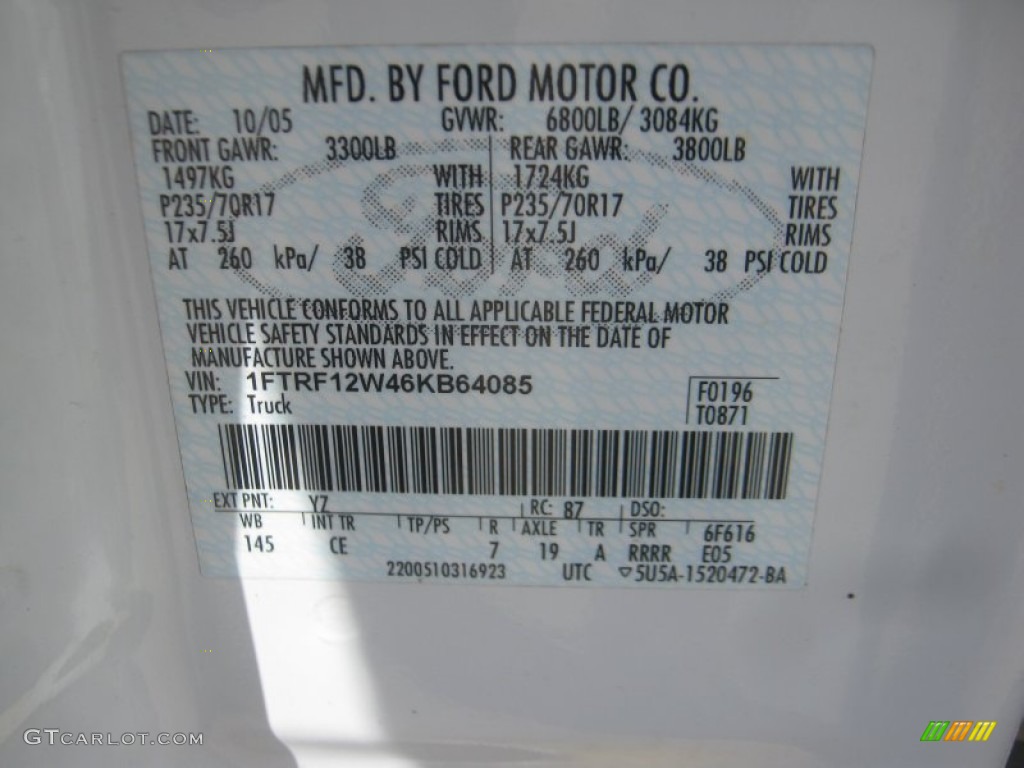 MFD. BY FORD MOTOR CO.
DATE: 10/05 GVWR: 6800LB/ 3084KG
FRONT GAWR: 3300LB REAR GAWR: 3800LB
1497KG WITH 1724KG WITH
P235/70R17 TIRES P235/70R17 TIRES
17x7.5J RIMS 17x7.5J RIMS
AT 260 kPa/ 38 PSI COLD AT 260 kPa/ 38 PSI COLD
Ford
THIS VEHICLE CONFORMS TO ALL APPLICABLE FEDERAL MOTOR
VEHICLE SAFETY STANDARDS IN EFFECT ON THE DATE OF
MANUFACTURE SHOWN ABOVE.
VIN: 1FTRF12W46KB64085 F0196
TYPE: Truck T0871
EXT PNT: YZ RC: 87 DSO:
WB INT TR TP/PS R AXLE TR SPR 6F616
145 CE 7 19 A RRRR E05
2200510316923 UTC ▽5U5A-1520472-BA
GTCARLOT.COM